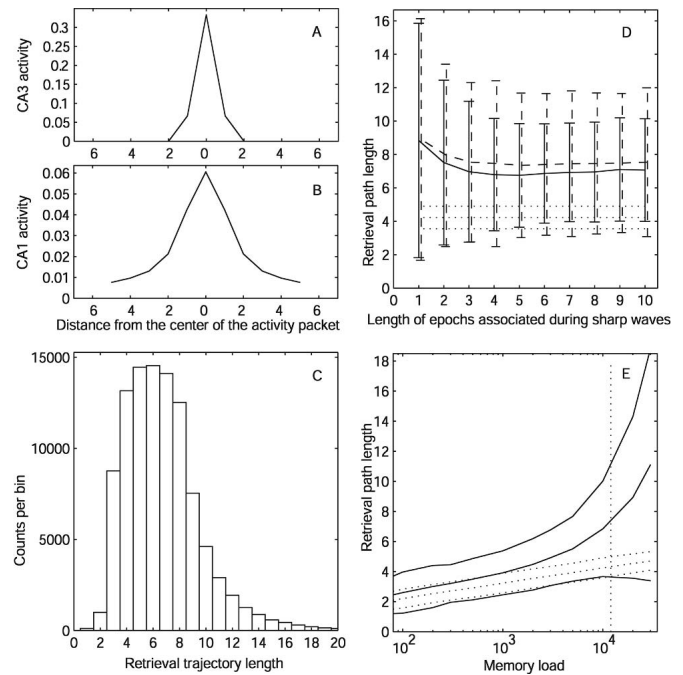 A
CA3 activity
0.3
0.25
0.2
0.15
0.1
0.05
0
6 4 2 0 2 4 6
B
CA1 activity
0.06
0.05
0.04
0.03
0.02
0.01
0
6 4 2 0 2 4 6
Distance from the center of the activity packet
C
Counts per bin
15000
10000
5000
0
0 2 4 6 8 10 12 14 16 18 20
Retrieval trajectory length
D
Retrieval path length
16
14
12
10
8
6
4
2
0
0 1 2 3 4 5 6 7 8 9 10
Length of epochs associated during sharp waves
E
Retrieval path length
18
16
14
12
10
8
6
4
2
0
10^2 10^3 10^4
Memory load